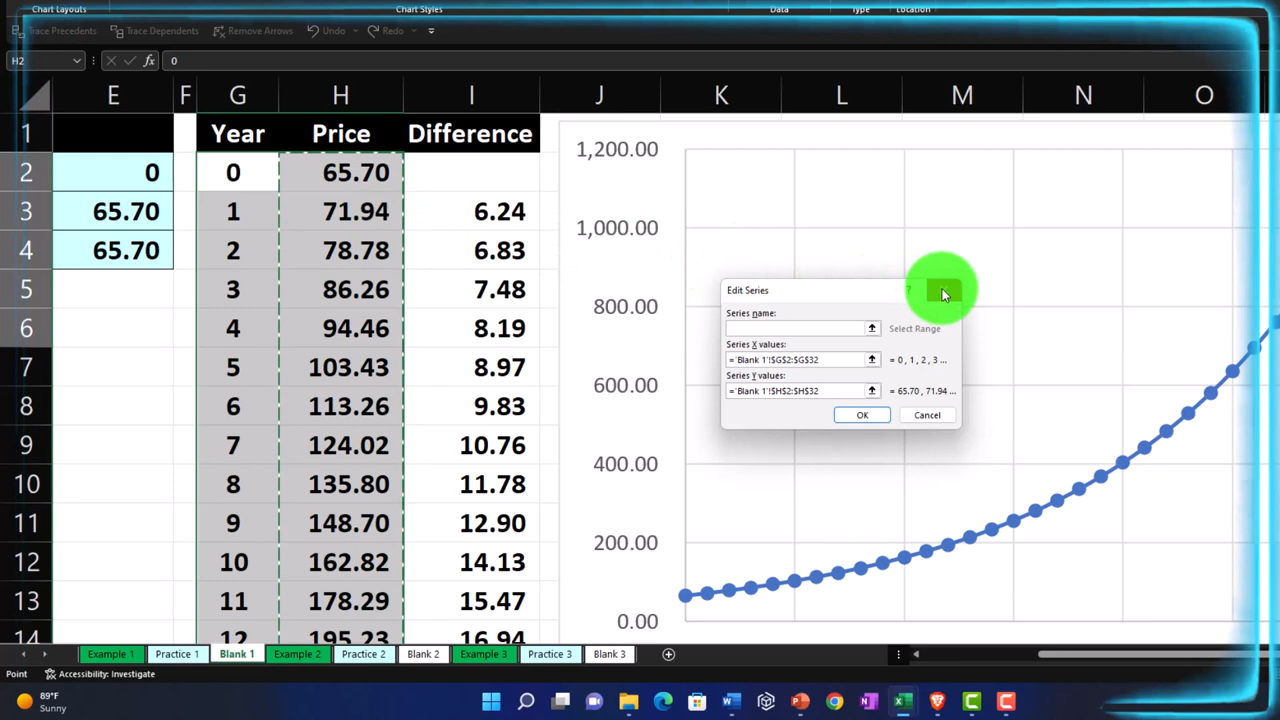 Chart Layouts Chart Styles Data Type Location
Trace Precedents Trace Dependents Remove Arrows Undo Redo
H2 fx 0
E F G H I J K L M N O
1 Year Price Difference
2 0 0 65.70
3 65.70 1 71.94 6.24
4 65.70 2 78.78 6.83
5 3 86.26 7.48
6 4 94.46 8.19
7 5 103.43 8.97
8 6 113.26 9.83
9 7 124.02 10.76
10 8 135.80 11.78
11 9 148.70 12.90
12 10 162.82 14.13
13 11 178.29 15.47
14 12 195.23 16.94
1,200.00
1,000.00
800.00
600.00
400.00
200.00
0.00
Edit Series ?
Series name:
Select Range
Series X values:
='Blank 1'!$G$2:$G$32 = 0 , 1 , 2 , 3 ...
Series Y values:
='Blank 1'!$H$2:$H$32 = 65.70 , 71.94 ...
OK Cancel
Example 1 Practice 1 Blank 1 Example 2 Practice 2 Blank 2 Example 3 Practice 3 Blank 3
Point Accessibility: Investigate
89°F
Sunny